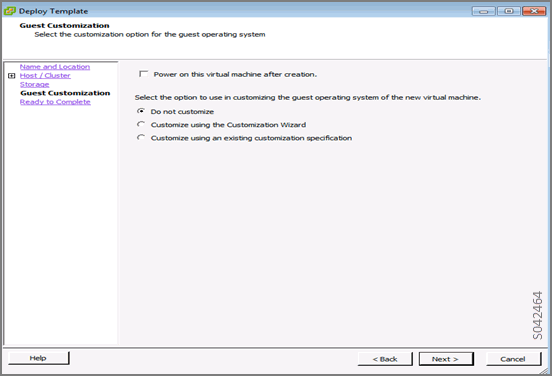 Deploy Template
Guest Customization
Select the customization option for the guest operating system
Name and Location
Host / Cluster
Storage
Guest Customization
Ready to Complete
Power on this virtual machine after creation.
Select the option to use in customizing the guest operating system of the new virtual machine.
Do not customize
Customize using the Customization Wizard
Customize using an existing customization specification
S042464
Help
< Back
Next >
Cancel